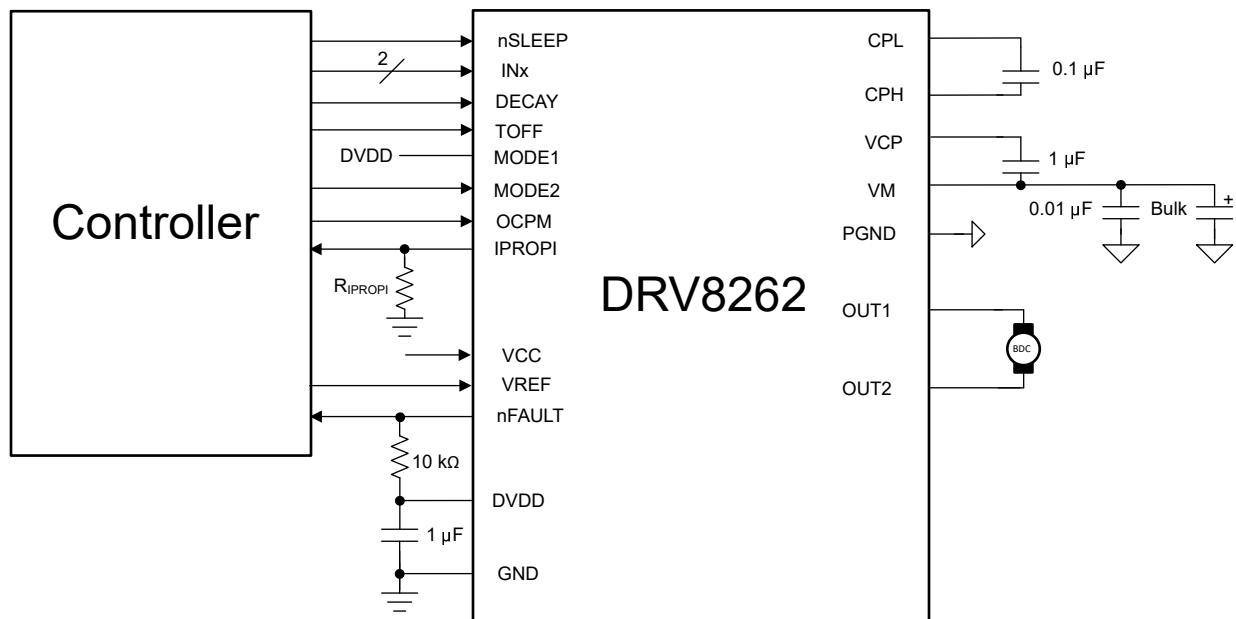 Controller
DRV8262
2
DVDD
nSLEEP
INx
DECAY
TOFF
MODE1
MODE2
OCPM
IPROPI
RIPROPI
VCC
VREF
nFAULT
10 kΩ
DVDD
1 µF
GND
CPL
0.1 µF
CPH
VCP
1 µF
VM
0.01 µF
Bulk
+
PGND
OUT1
BDC
OUT2